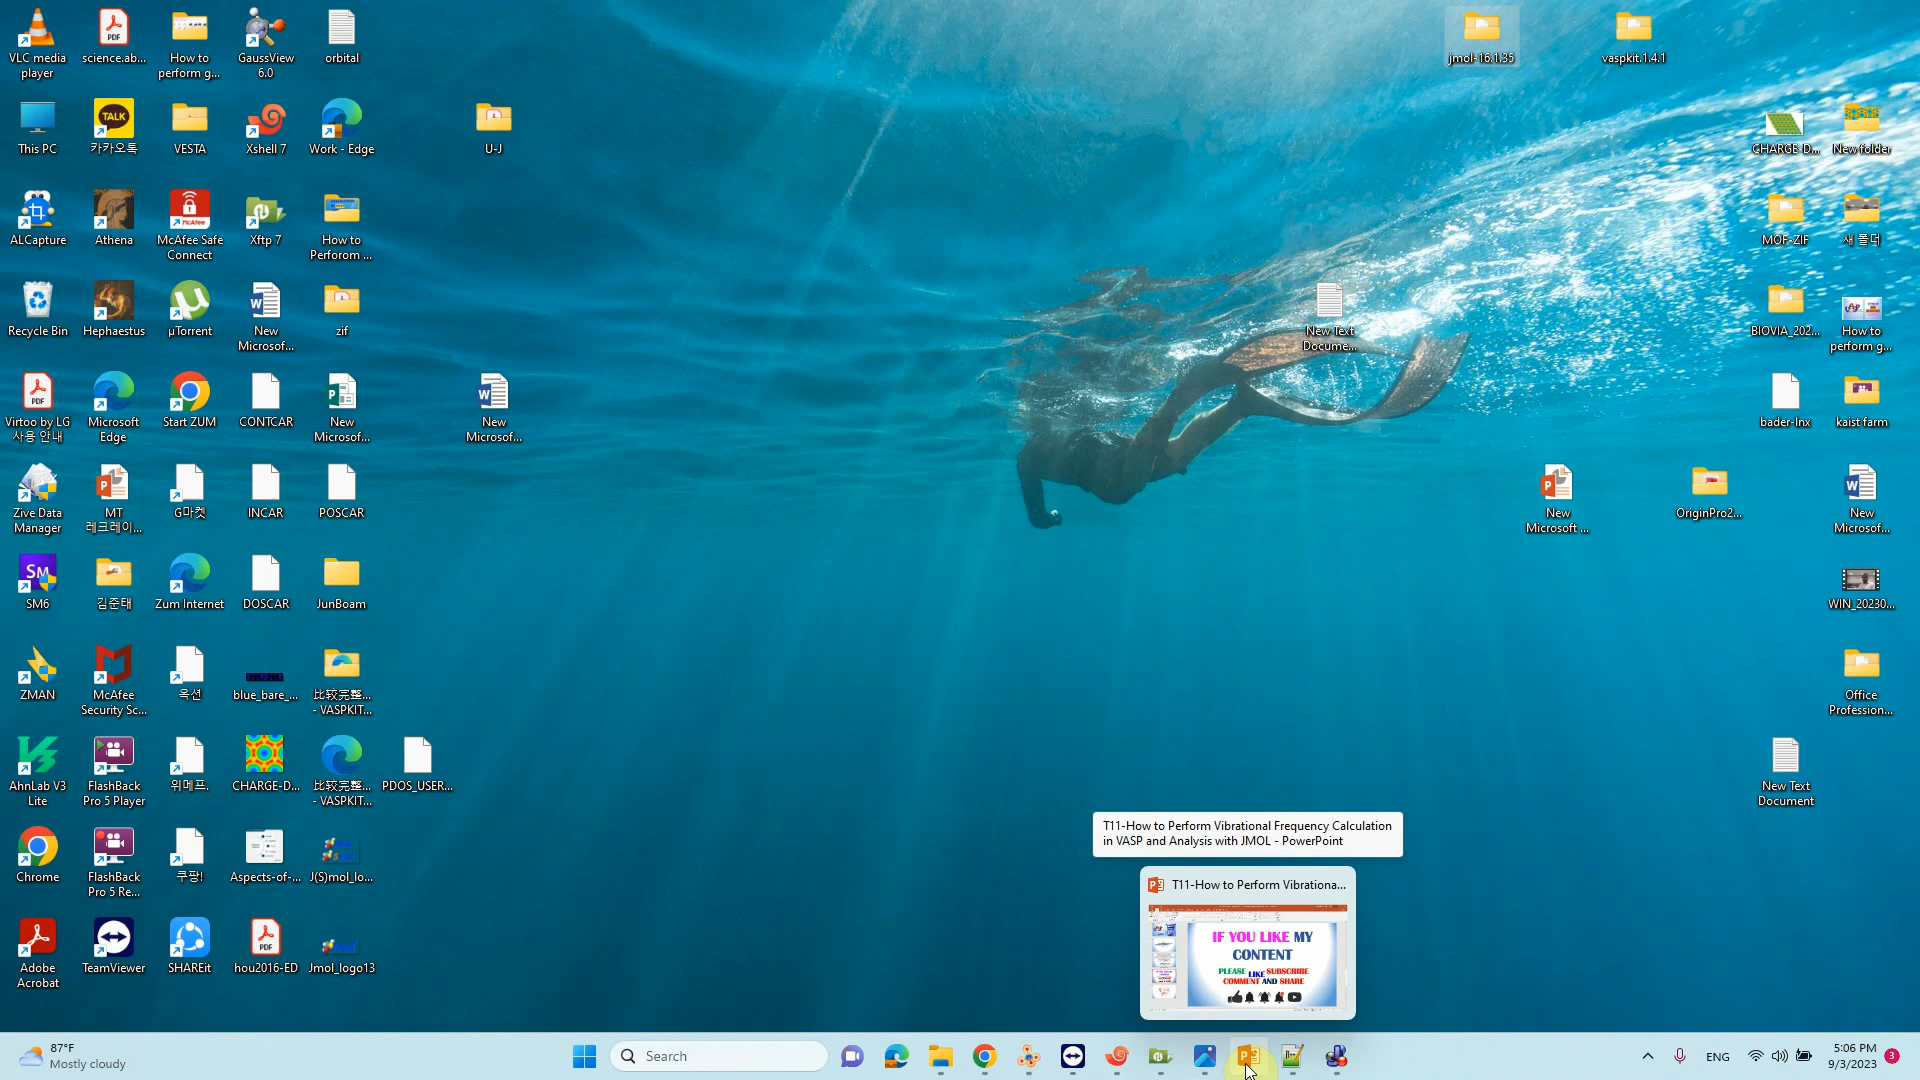 VLC media
player
science.ab...
How to
perform g...
GaussView
6.0
orbital
jmol-16.1.35
vaspkit.1.4.1
This PC
TALK
카카오톡
VESTA
Xshell 7
Work - Edge
U-J
CHARGE-D...
New folder
ALCapture
Athena
McAfee Safe
Connect
Xftp 7
How to
Perforom ...
MOF-ZIF
새 폴더
Recycle Bin
Hephaestus
µTorrent
New
Microsof...
zif
New Text
Docume...
BIOVIA_202...
How to
perform g...
Virtoo by LG
사용 안내
Microsoft
Edge
Start ZUM
CONTCAR
New
Microsof...
New
Microsof...
bader-lnx
kaist farm
Zive Data
Manager
MT
레크레이...
G마켓
INCAR
POSCAR
New
Microsoft ...
OriginPro2...
New
Microsof...
SM6
김준태
Zum Internet
DOSCAR
JunBoam
WIN_20230...
ZMAN
McAfee
Security Sc...
옥션
blue_bare_...
比较完整...
- VASPKIT...
Office
Profession...
AhnLab V3
Lite
FlashBack
Pro 5 Player
위메프.
CHARGE-D...
比较完整...
- VASPKIT...
PDOS_USER...
New Text
Document
Chrome
FlashBack
Pro 5 Re...
쿠팡!
Aspects-of-...
J(S)mol_lo...
T11-How to Perform Vibrational Frequency Calculation
in VASP and Analysis with JMOL - PowerPoint
T11-How to Perform Vibrationa...
IF YOU LIKE MY
CONTENT
PLEASE LIKE SUBSCRIBE
COMMENT AND SHARE
Adobe
Acrobat
TeamViewer
SHAREit
hou2016-ED
Jmol_logo13
87°F
Mostly cloudy
Search
ENG
5:06 PM
9/3/2023
3